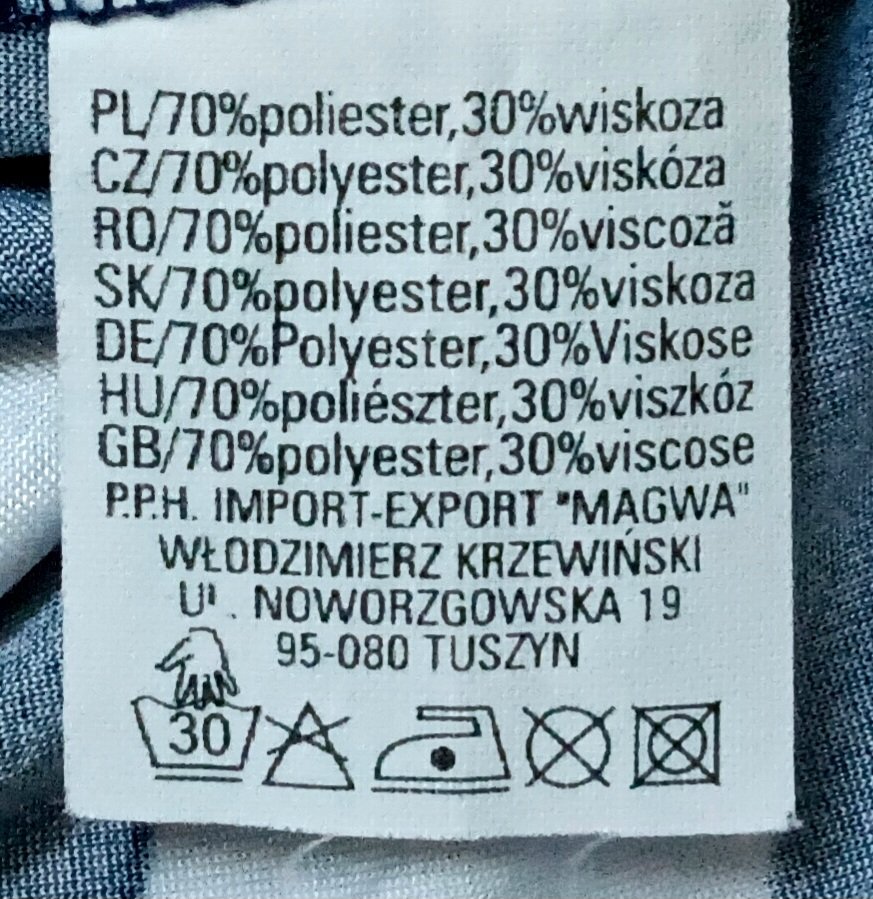 PL/70%poliester,30%wiskoza
CZ/70%polyester,30%viskóza
RO/70%poliester,30%viscoză
SK/70%polyester,30%viskoza
DE/70%Polyester,30%Viskose
HU/70%poliészter,30%viszkóz
GB/70%polyester,30%viscose
P.P.H. IMPORT-EXPORT "MAGWA"
WŁODZIMIERZ KRZEWIŃSKI
Ul. NOWORZGOWSKA 19
95-080 TUSZYN
30